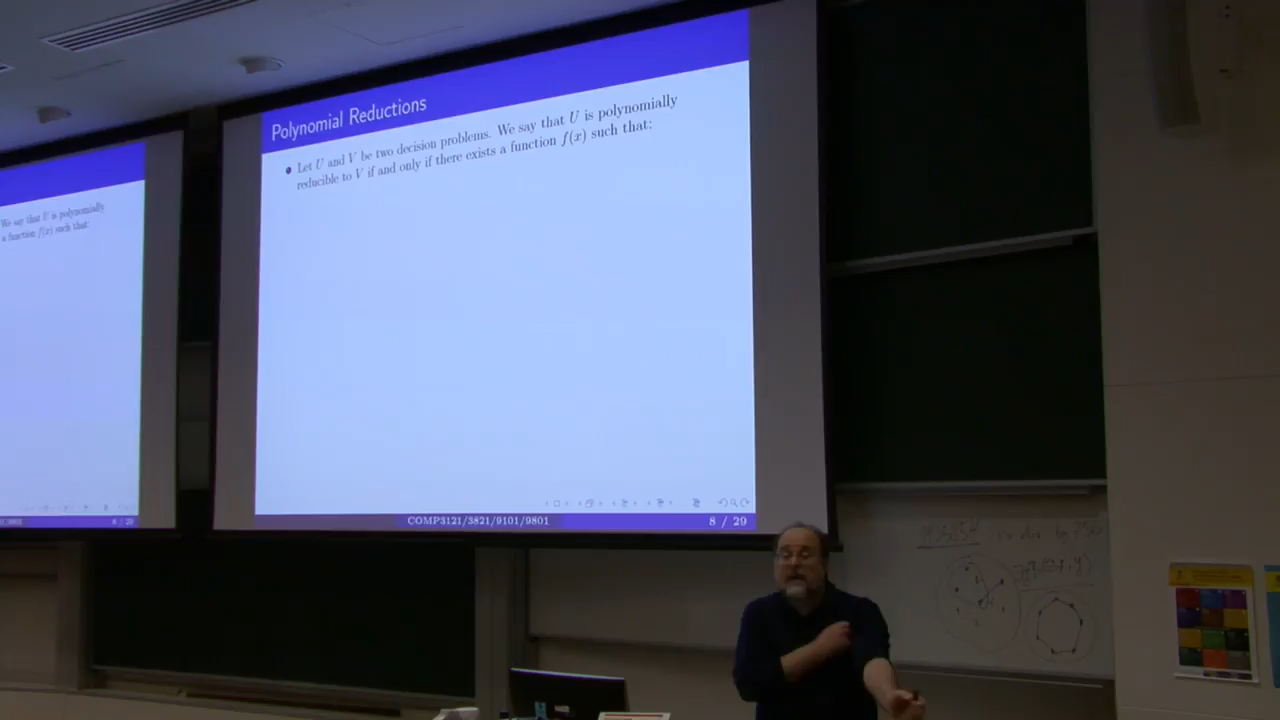 Polynomial Reductions
Let U and V be two decision problems. We say that U is polynomially
reducible to V if and only if there exists a function f(x) such that:
COMP3121/3821/9101/9801
8 / 29
We say that U is polynomially
a function f(x) such that:
8 / 29